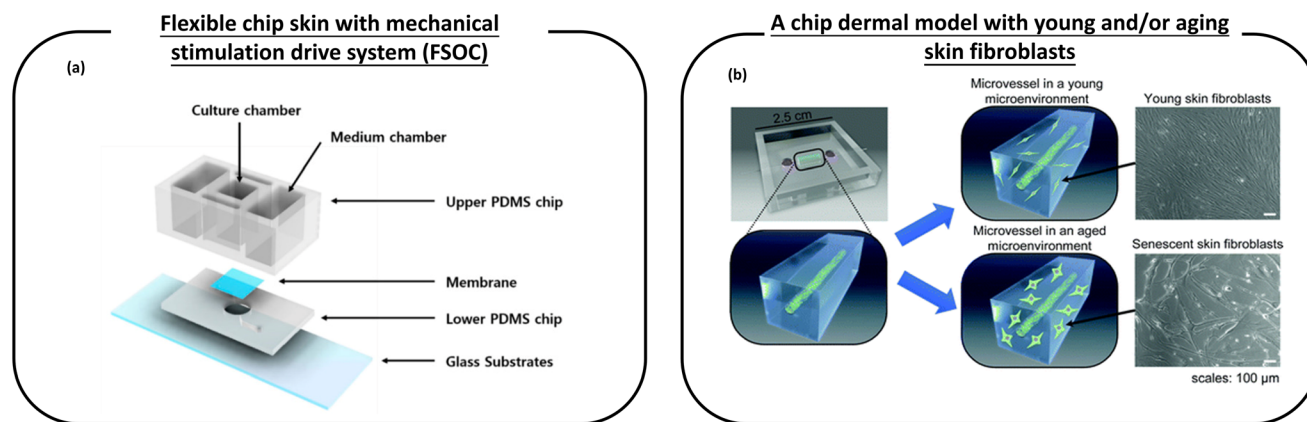 Flexible chip skin with mechanical
stimulation drive system (FSOC)
(a)
Culture chamber
Medium chamber
Upper PDMS chip
Membrane
Lower PDMS chip
Glass Substrates
A chip dermal model with young and/or aging
skin fibroblasts
(b)
2.5 cm
Microvessel in a young
microenvironment
Young skin fibroblasts
Microvessel in an aged
microenvironment
Senescent skin fibroblasts
scales: 100 μm